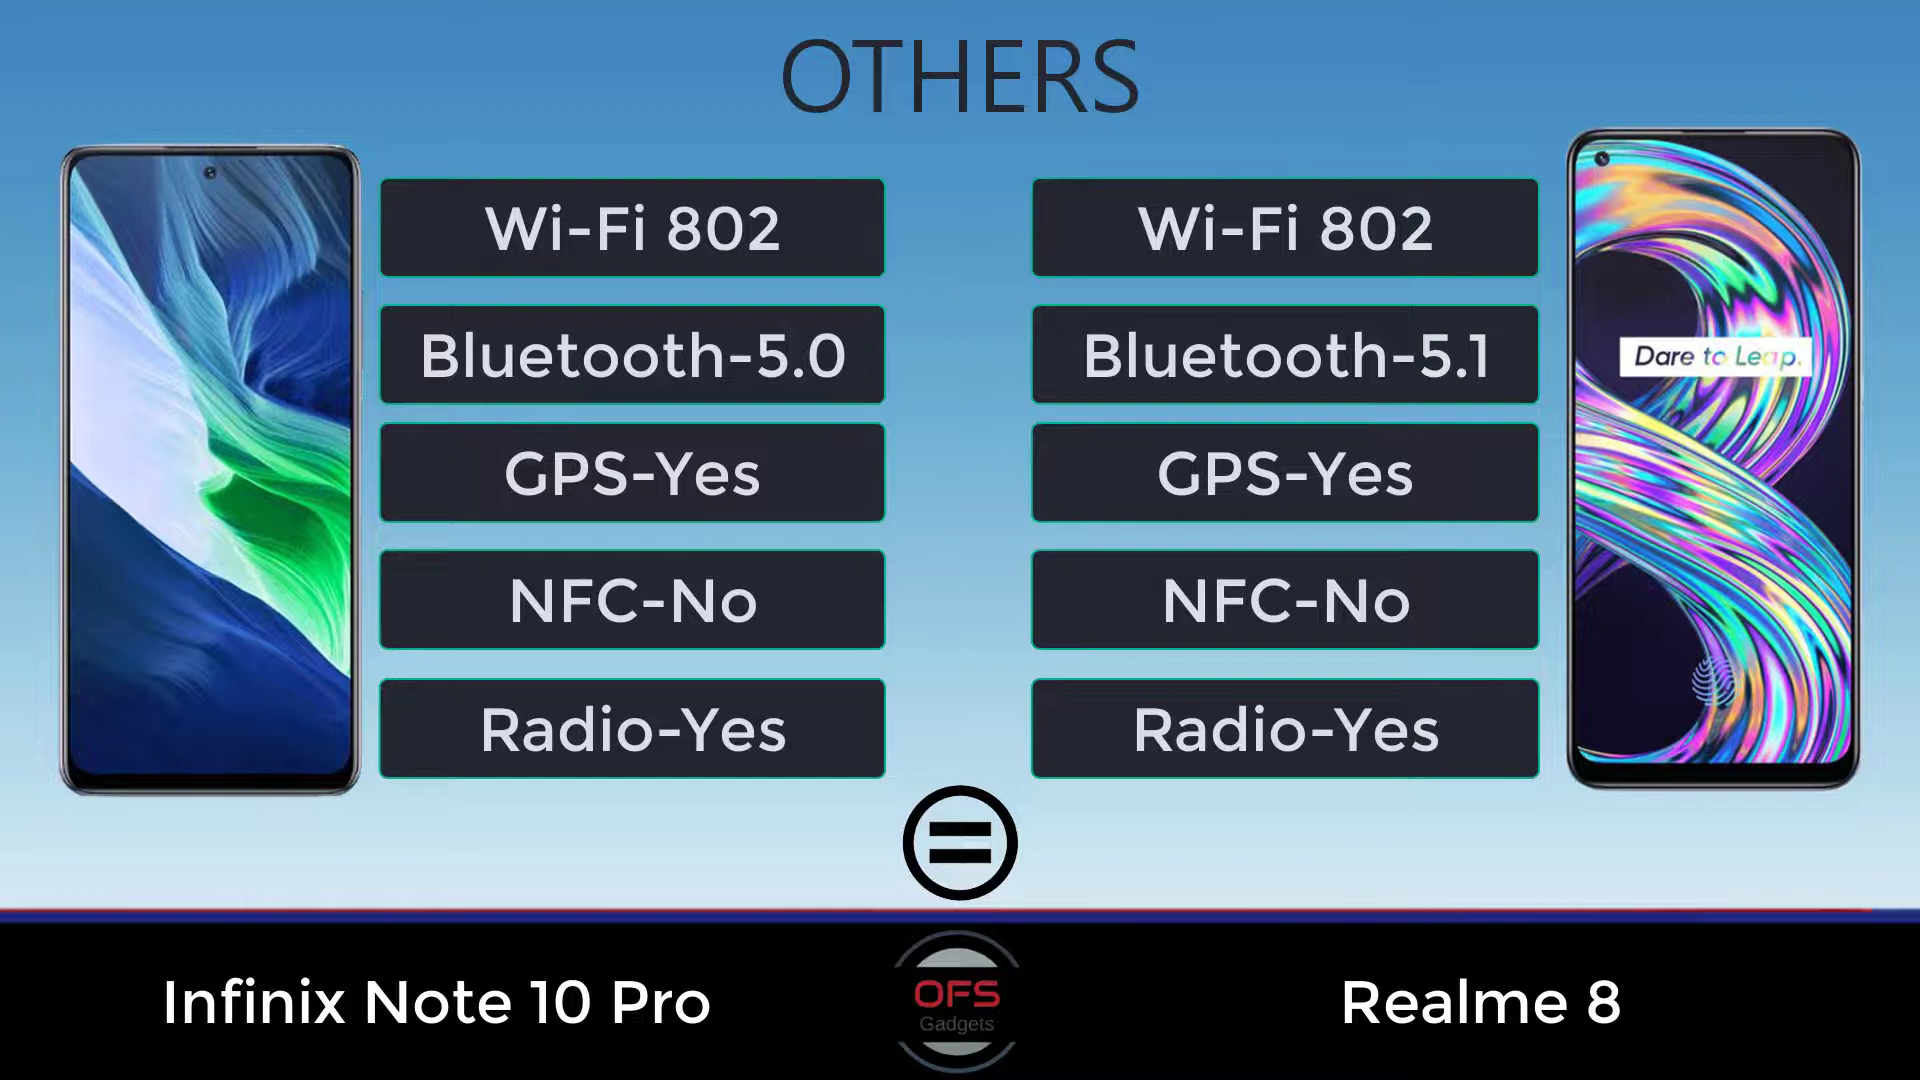 OTHERS
Wi-Fi 802
Wi-Fi 802
Bluetooth-5.0
Bluetooth-5.1
Dare to Leap.
GPS-Yes
GPS-Yes
NFC-No
NFC-No
Radio-Yes
Radio-Yes
Infinix Note 10 Pro
OFS
Gadgets
Realme 8